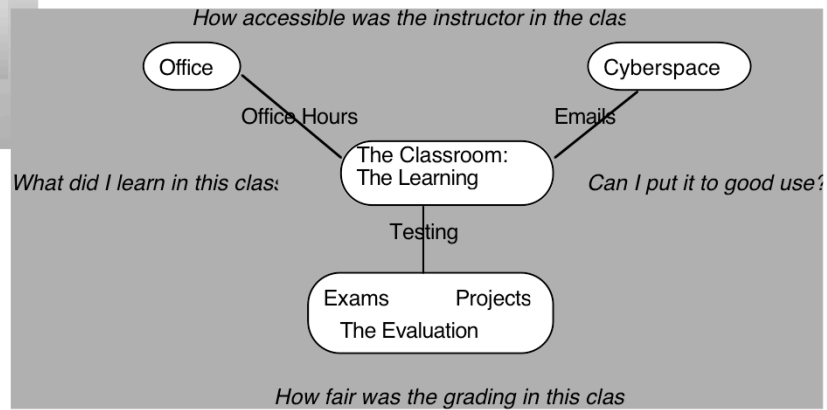 How accessible was the instructor in the clas
Office
Cyberspace
Office Hours
Emails
The Classroom:
The Learning
What did I learn in this class
Can I put it to good use?
Testing
Exams Projects
The Evaluation
How fair was the grading in this clas